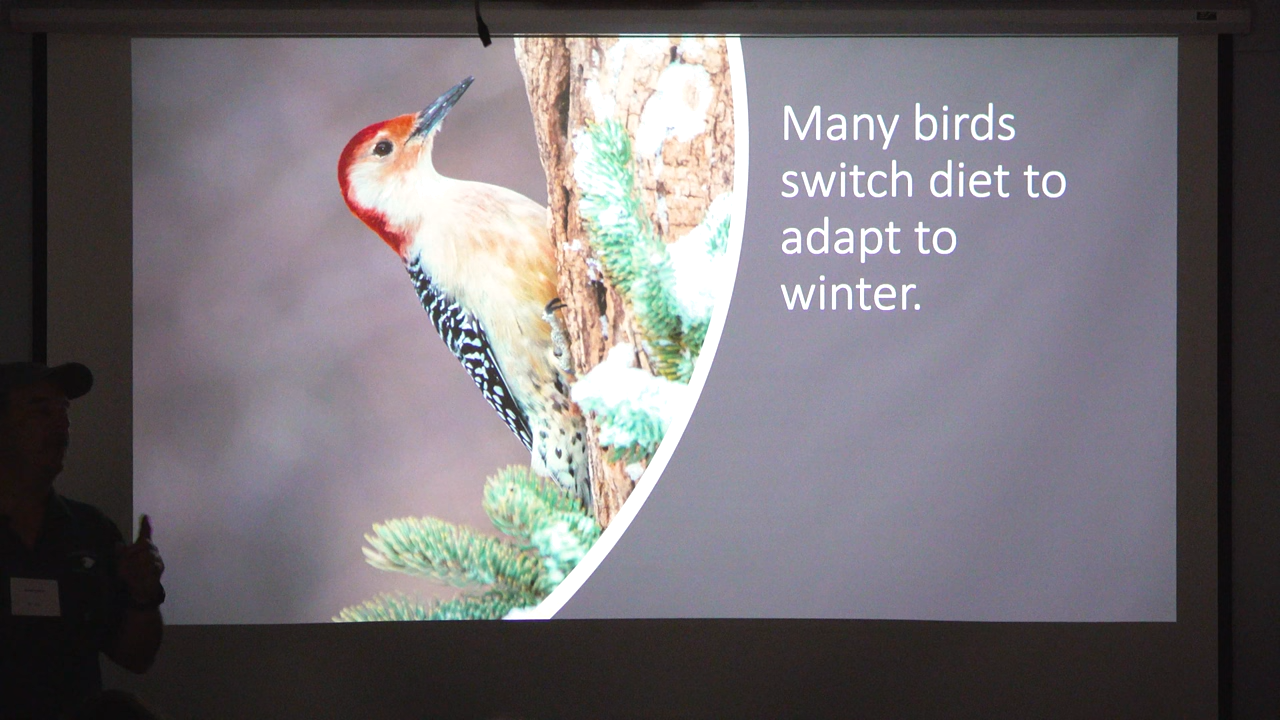 Many birds
switch diet to
adapt to
winter.